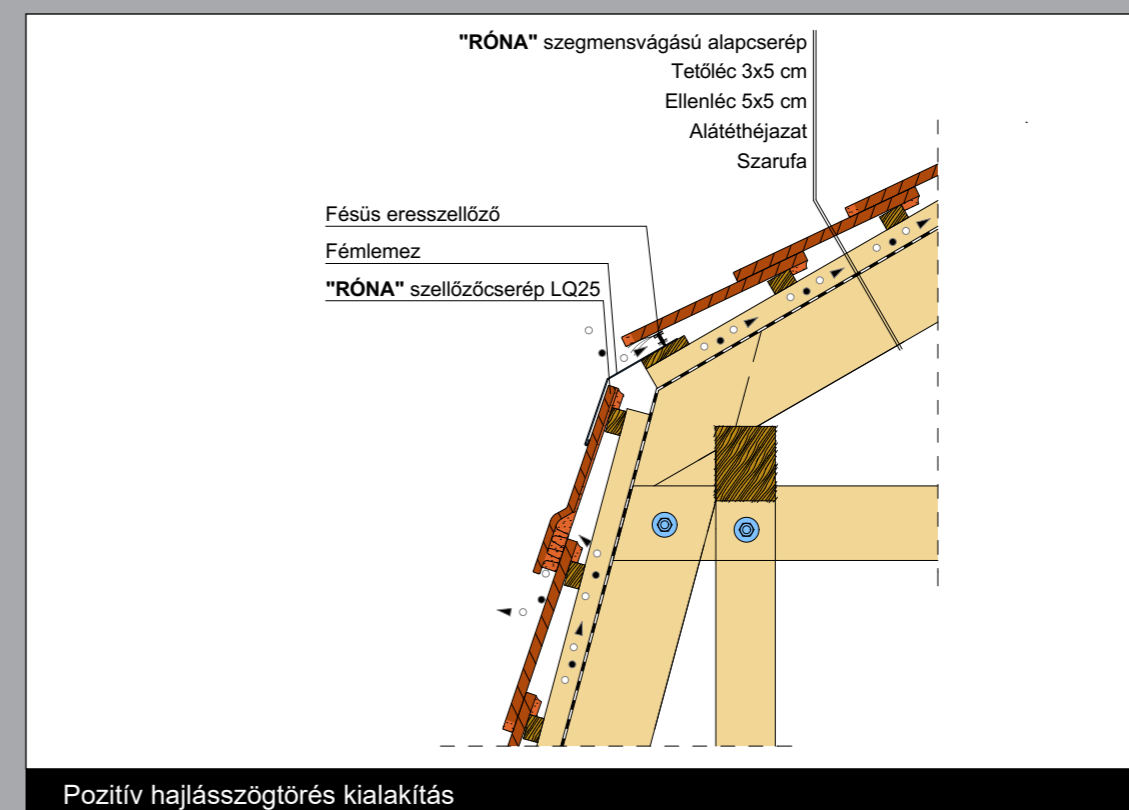 "RÓNA" szegmensvágású alapcserép
Tetőléc 3x5 cm
Ellenléc 5x5 cm
Alátéthéjazat
Szarufa
Fésüs eresszellőző
Fémlemez
"RÓNA" szellőzőcserép LQ25
Pozitív hajlásszögtörés kialakítás